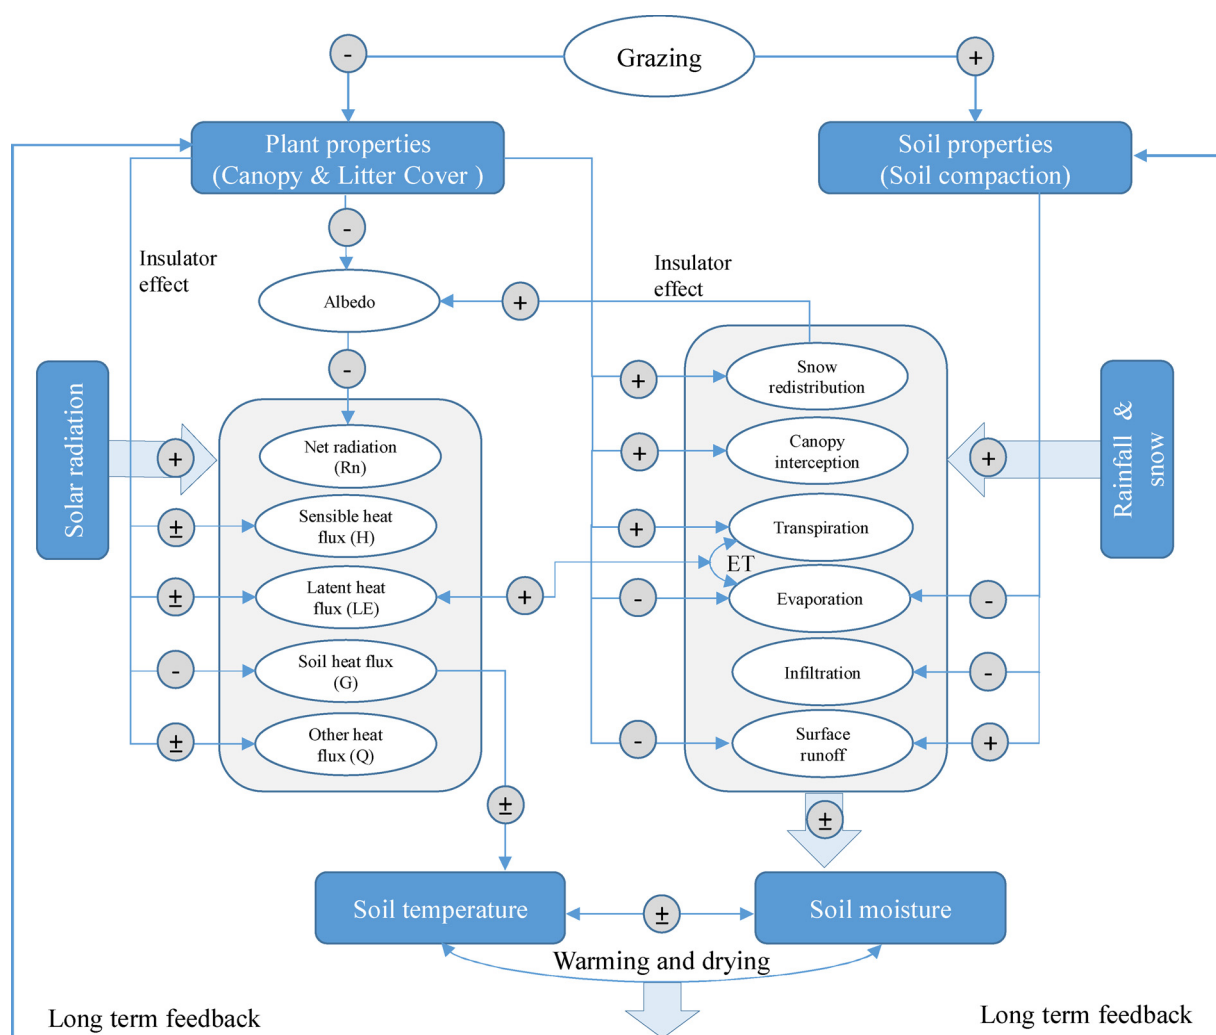 Grazing
-
+
Plant properties
(Canopy & Litter Cover )
Soil properties
(Soil compaction)
-
Insulator
effect
Insulator
effect
Albedo
+
-
Solar radiation
+
Net radiation
(Rn)
±
Sensible heat
flux (H)
±
Latent heat
flux (LE)
+
-
Soil heat flux
(G)
±
Other heat
flux (Q)
±
+
Snow
redistribution
+
Canopy
interception
+
Transpiration
ET
-
Evaporation
-
Infiltration
-
-
Surface
runoff
+
+
Rainfall &
snow
±
Soil temperature
±
Soil moisture
Warming and drying
Long term feedback
Long term feedback